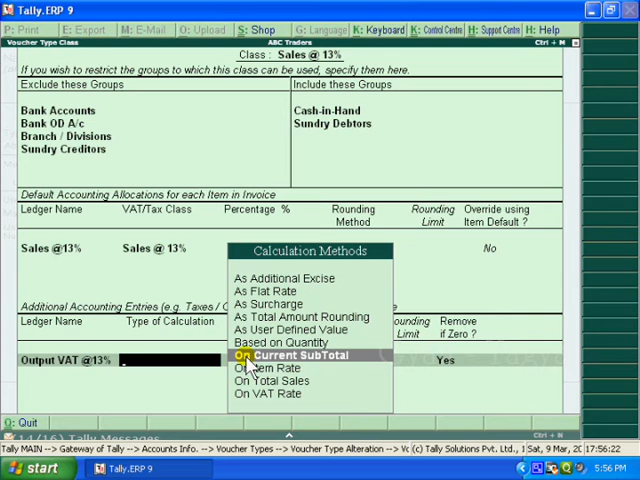 Tally.ERP 9
P: Print E: Export M: E-Mail O: Upload S: Shop G: Language K: Keyboard K: Control Centre H: Support Centre H: Help
Voucher Type Class ABC Traders Ctrl + N
Class : Sales @ 13%
If you wish to restrict the groups to which this class can be used, specify them here.
Exclude these Groups Include these Groups
Bank Accounts Cash-in-Hand
Bank OD A/c Sundry Debtors
Branch / Divisions
Sundry Creditors
Default Accounting Allocations for each Item in Invoice
Ledger Name VAT/Tax Class Percentage % Rounding Rounding Override using
Method Limit Item Default ?
Sales @13% Sales @ 13% No
Calculation Methods
As Additional Excise
As Flat Rate
As Surcharge
As Total Amount Rounding
As User Defined Value
Based on Quantity
On Current SubTotal
On Item Rate
On Total Sales
On VAT Rate
Additional Accounting Entries (e.g. Taxes /
Ledger Name Type of Calculation ounding Remove
Limit if Zero ?
Output VAT @13% Yes
Q: Quit
14/16] Tally Messages
Tally MAIN --> Gateway of Tally --> Accounts Info. --> Voucher Types --> Voucher Type Alteration --> Vo (c) Tally Solutions Pvt. Ltd., Sat, 9 Mar, 17:56:22
start Tally.ERP 9 5:56 PM